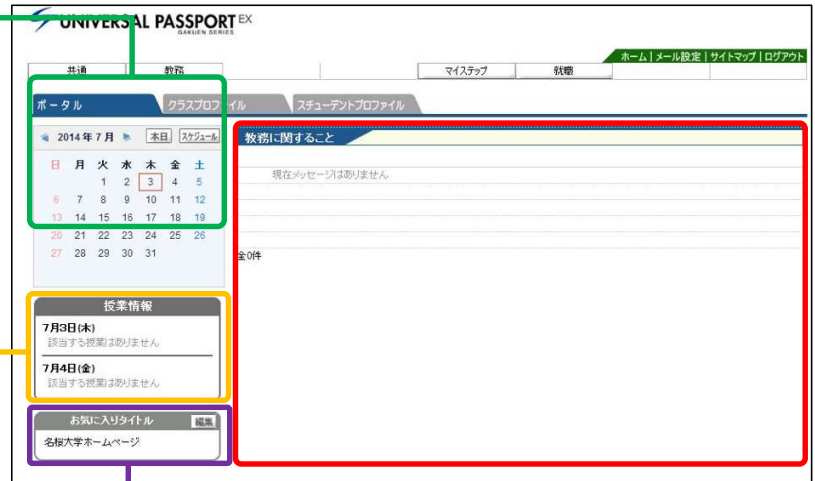 UNIVERSAL PASSPORT EX
GAKUEN SERIES
ホーム | メール設定 | サイトマップ | ログアウト
共通 教務 マイステップ 就職
ポータル クラスプロファイル スチューデントプロファイル
2014年7月 本日 スケジュール
日 月 火 水 木 金 土
1 2 3 4 5
6 7 8 9 10 11 12
13 14 15 16 17 18 19
20 21 22 23 24 25 26
27 28 29 30 31
教務に関すること
現在メッセージはありません
全0件
授業情報
7月3日(木)
該当する授業はありません
7月4日(金)
該当する授業はありません
お気に入りタイトル 編集
名桜大学ホームページ